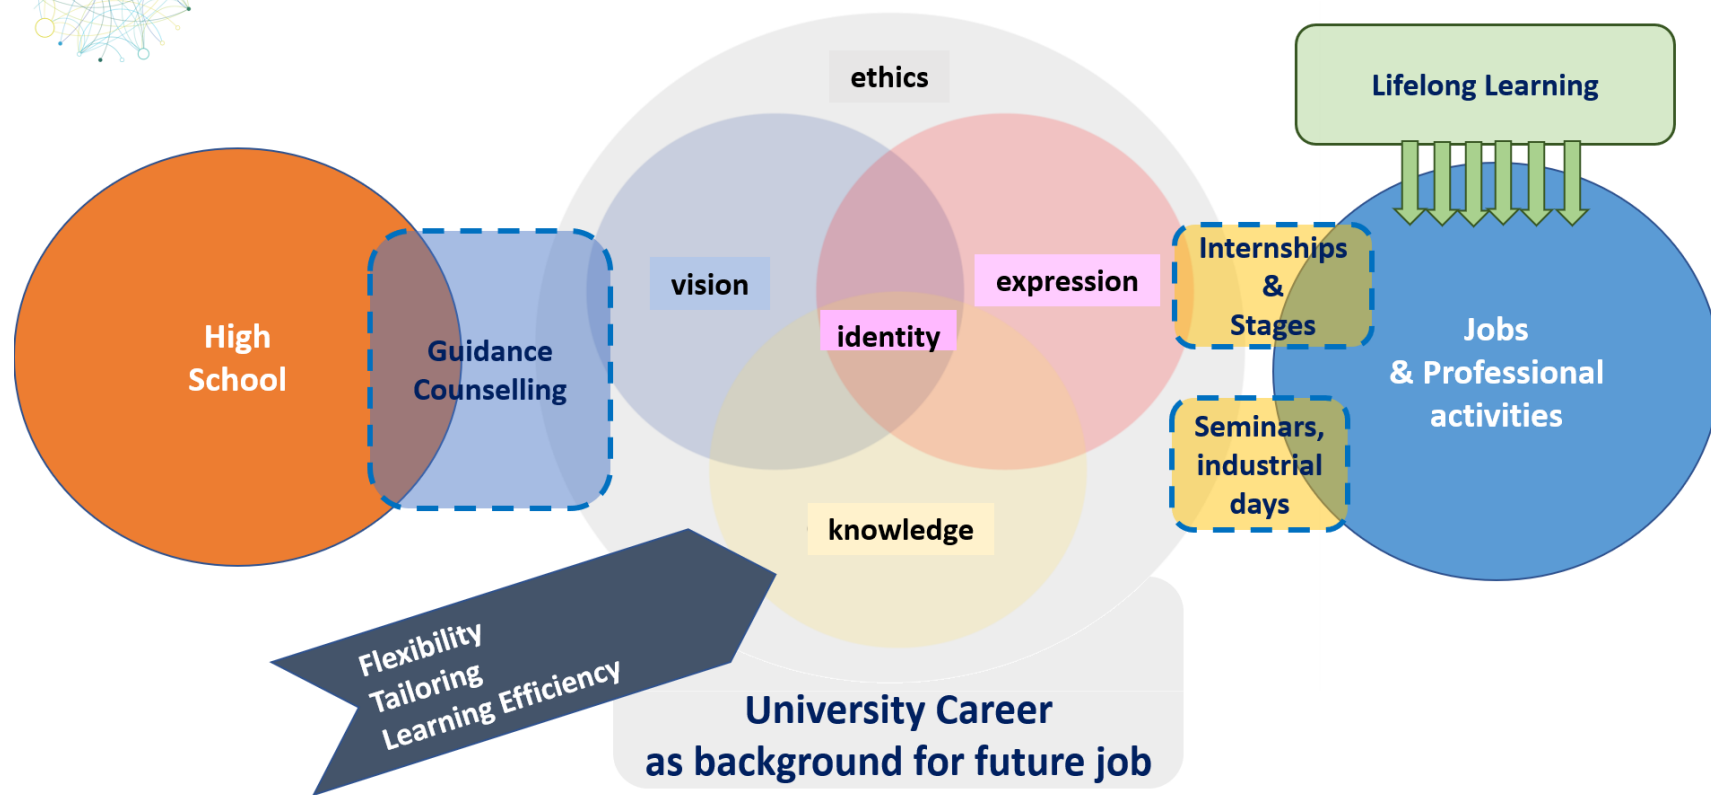 ethics
Lifelong Learning
vision
expression
identity
knowledge
High
School
Guidance
Counselling
Internships
&
Stages
Seminars,
industrial
days
Jobs
& Professional
activities
Flexibility
Tailoring
Learning Efficiency
University Career
as background for future job